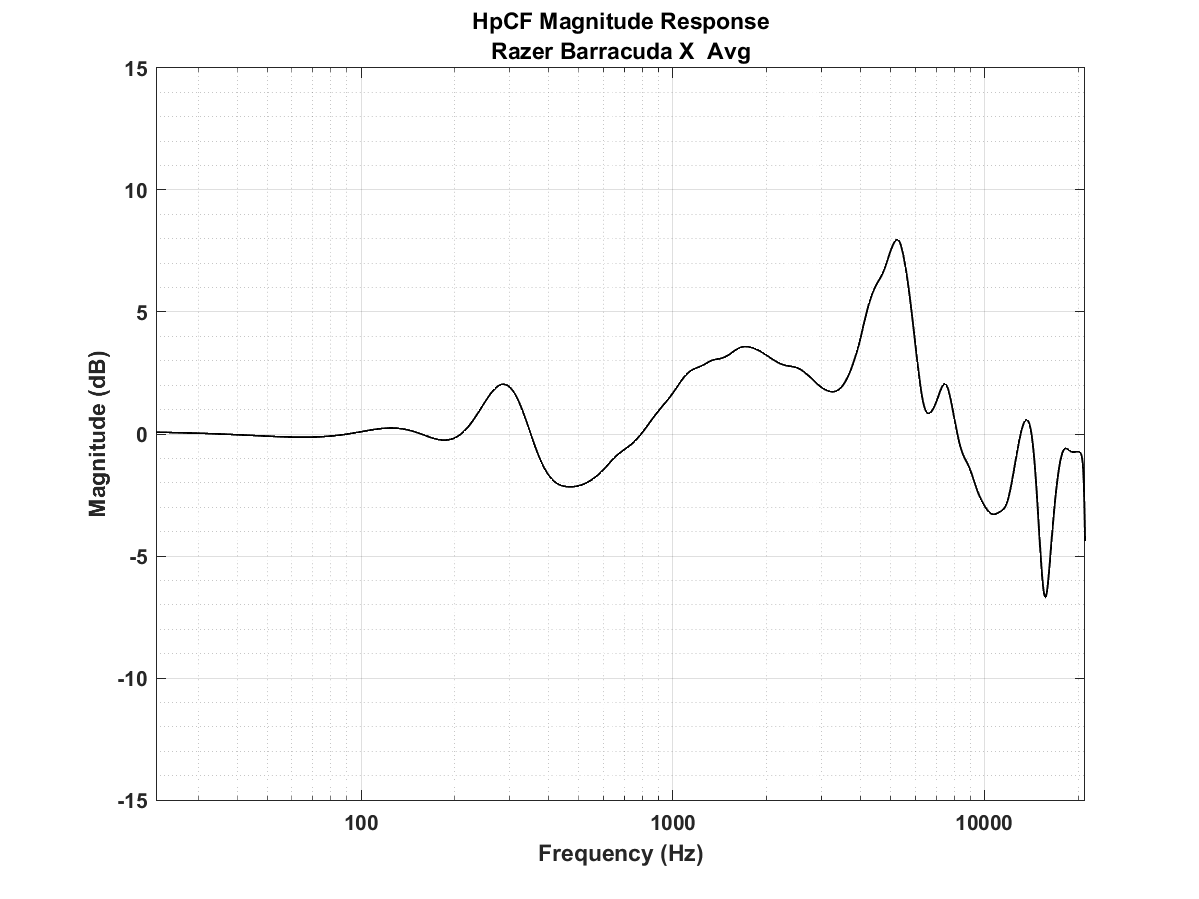 HpCF Magnitude Response
Razer Barracuda X  Avg
15
10
5
0
-5
-10
-15
Magnitude (dB)
100
1000
10000
Frequency (Hz)